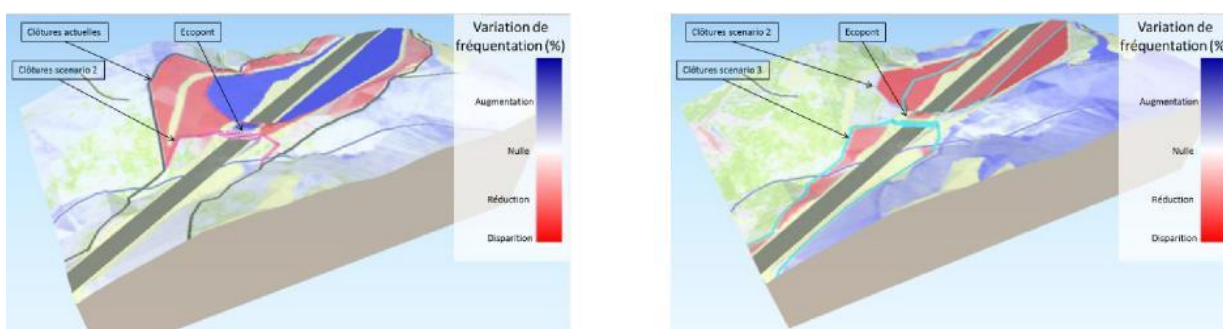 Clôtures actuelles
Ecopont
Variation de
fréquentation (%)
Clôtures scenario 2
Augmentation
Nulle
Réduction
Disparition
Clôtures scenario 2
Ecopont
Variation de
fréquentation (%
Clôtures scenario 3
Augmentation
Nulle
Réduction
Disparition